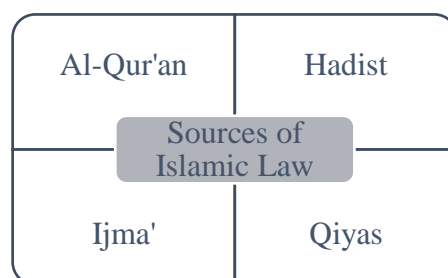 Al-Qur'an
Hadist
Sources of
Islamic Law
Ijma'
Qiyas